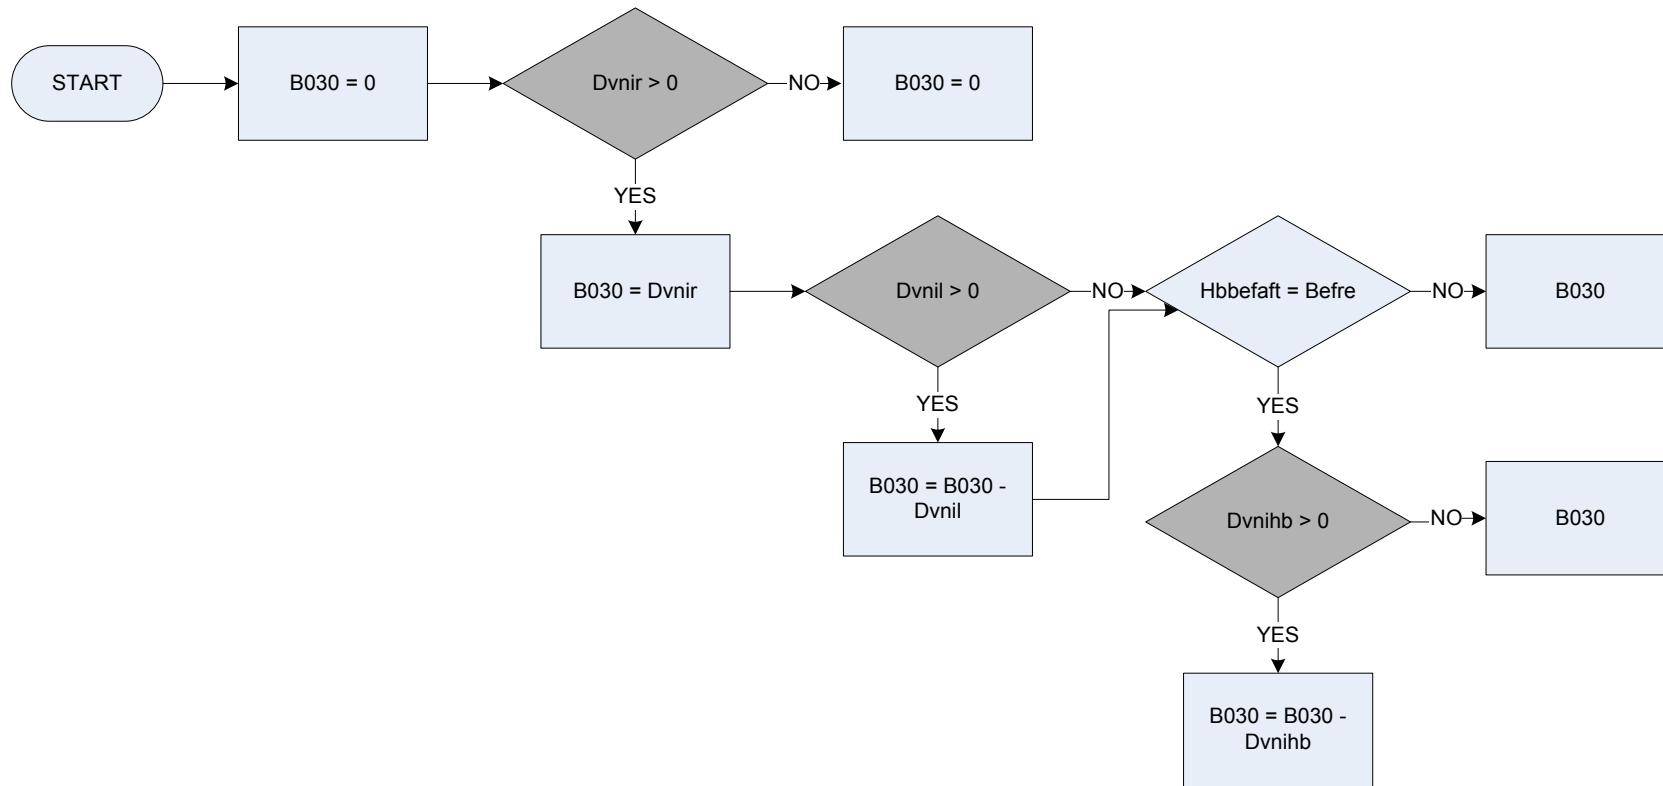 START
B030 = 0
Dvnir > 0
NO
B030 = 0
YES
B030 = Dvnir
Dvnil > 0
NO
Hbbefaft = Befre
NO
B030
YES
YES
B030 = B030 -
Dvnil
Dvnihb > 0
NO
B030
YES
B030 = B030 -
Dvnihb